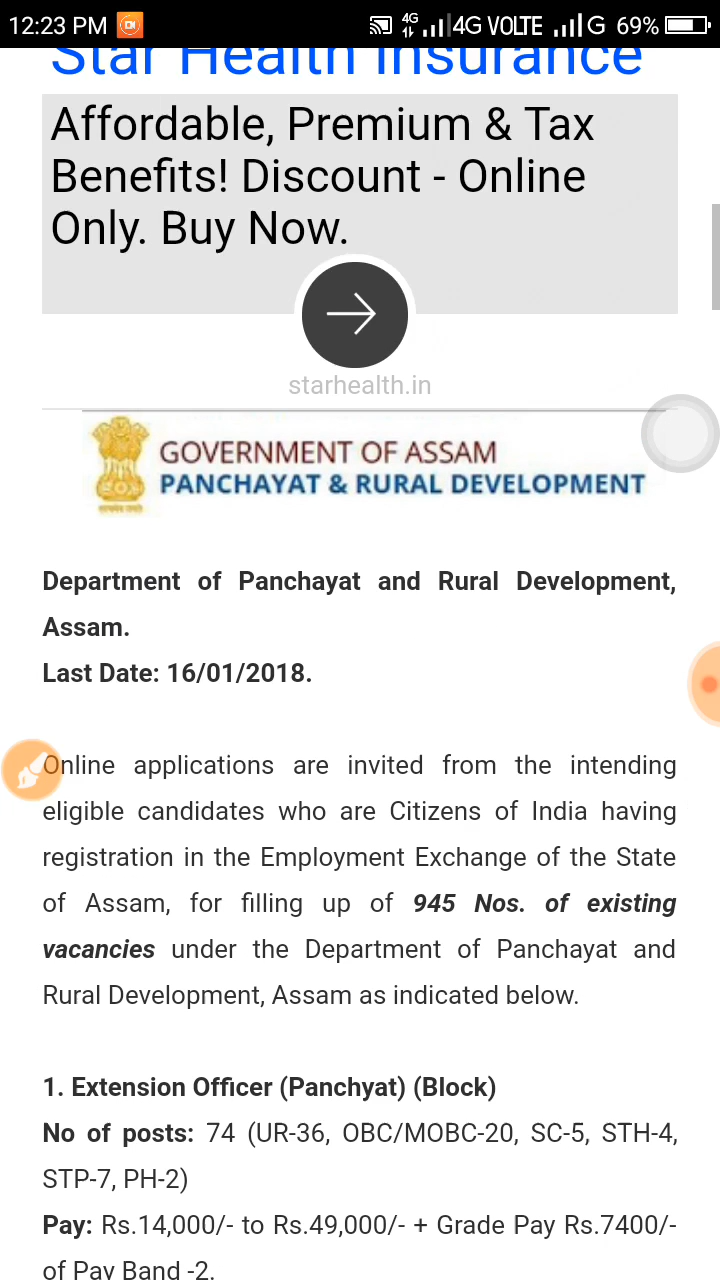 12:23 PM 4G 4G VOLTE G 69%
Star Health Insurance
Affordable, Premium & Tax
Benefits! Discount - Online
Only. Buy Now.
starhealth.in
GOVERNMENT OF ASSAM
PANCHAYAT & RURAL DEVELOPMENT
Department of Panchayat and Rural Development,
Assam.
Last Date: 16/01/2018.
Online applications are invited from the intending
eligible candidates who are Citizens of India having
registration in the Employment Exchange of the State
of Assam, for filling up of 945 Nos. of existing
vacancies under the Department of Panchayat and
Rural Development, Assam as indicated below.
1. Extension Officer (Panchyat) (Block)
No of posts: 74 (UR-36, OBC/MOBC-20, SC-5, STH-4,
STP-7, PH-2)
Pay: Rs.14,000/- to Rs.49,000/- + Grade Pay Rs.7400/-
of Pay Band -2.